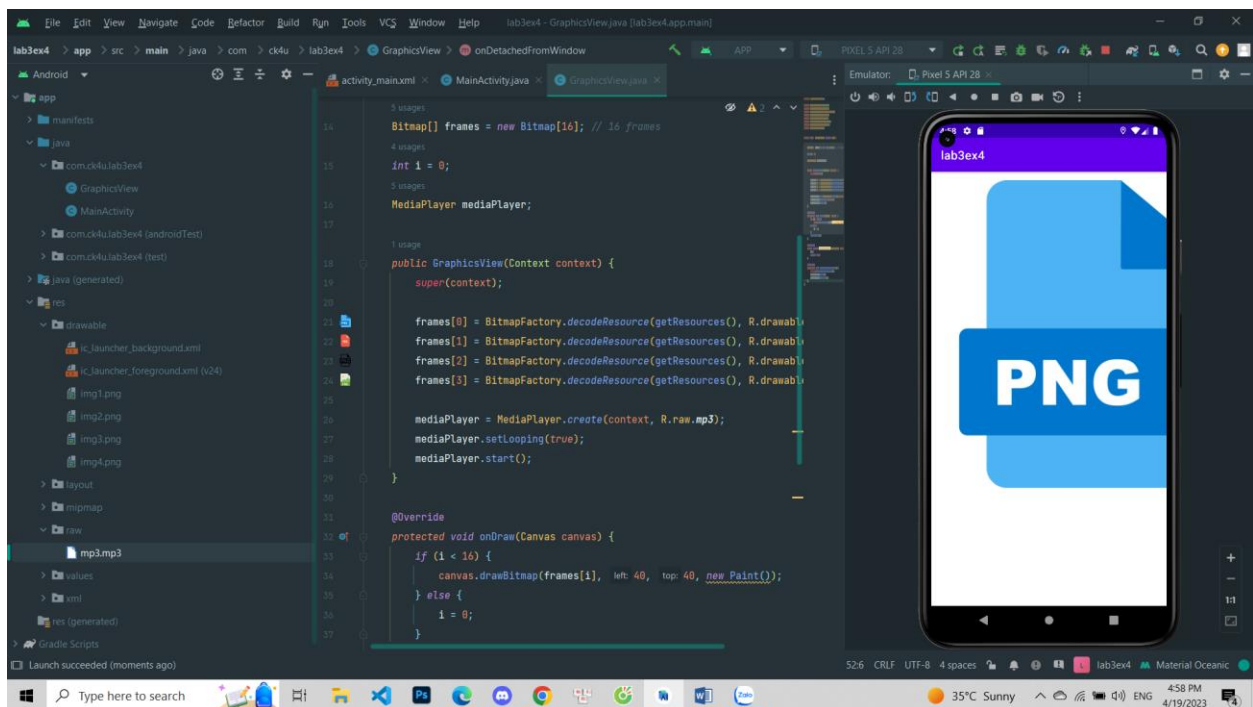 File Edit View Navigate Code Refactor Build Run Tools VCS Window Help lab3ex4 - GraphicsView.java [lab3ex4.app.main]
lab3ex4 > app > src > main > java > com > ck4u > lab3ex4 > GraphicsView > onDetachedFromWindow APP PIXEL 5 API 28
Android
activity_main.xml MainActivity.java GraphicsView.java
Emulator: Pixel 5 API 28
app
manifests
java
com.ck4u.lab3ex4
GraphicsView
MainActivity
com.ck4u.lab3ex4 (androidTest)
com.ck4u.lab3ex4 (test)
java (generated)
res
drawable
ic_launcher_background.xml
ic_launcher_foreground.xml (v24)
img1.png
img2.png
img3.png
img4.png
layout
mipmap
raw
mp3.mp3
values
xml
res (generated)
Gradle Scripts
5 usages
2
14 Bitmap[] frames = new Bitmap[16]; // 16 frames
4 usages
15 int i = 0;
5 usages
16 MediaPlayer mediaPlayer;
17
1 usage
18 public GraphicsView(Context context) {
19 super(context);
20
21 frames[0] = BitmapFactory.decodeResource(getResources(), R.drawabl
22 frames[1] = BitmapFactory.decodeResource(getResources(), R.drawabl
23 frames[2] = BitmapFactory.decodeResource(getResources(), R.drawabl
24 frames[3] = BitmapFactory.decodeResource(getResources(), R.drawabl
25
26 mediaPlayer = MediaPlayer.create(context, R.raw.mp3);
27 mediaPlayer.setLooping(true);
28 mediaPlayer.start();
29 }
30
31 @Override
32 protected void onDraw(Canvas canvas) {
33 if (i < 16) {
34 canvas.drawBitmap(frames[i], left: 40, top: 40, new Paint());
35 } else {
36 i = 0;
37 }
4:58
lab3ex4
PNG
1:1
Launch succeeded (moments ago)
52:6 CRLF UTF-8 4 spaces lab3ex4 Material Oceanic
Type here to search
Ps
Zalo
35°C Sunny ENG 4:58 PM
4/19/2023
4